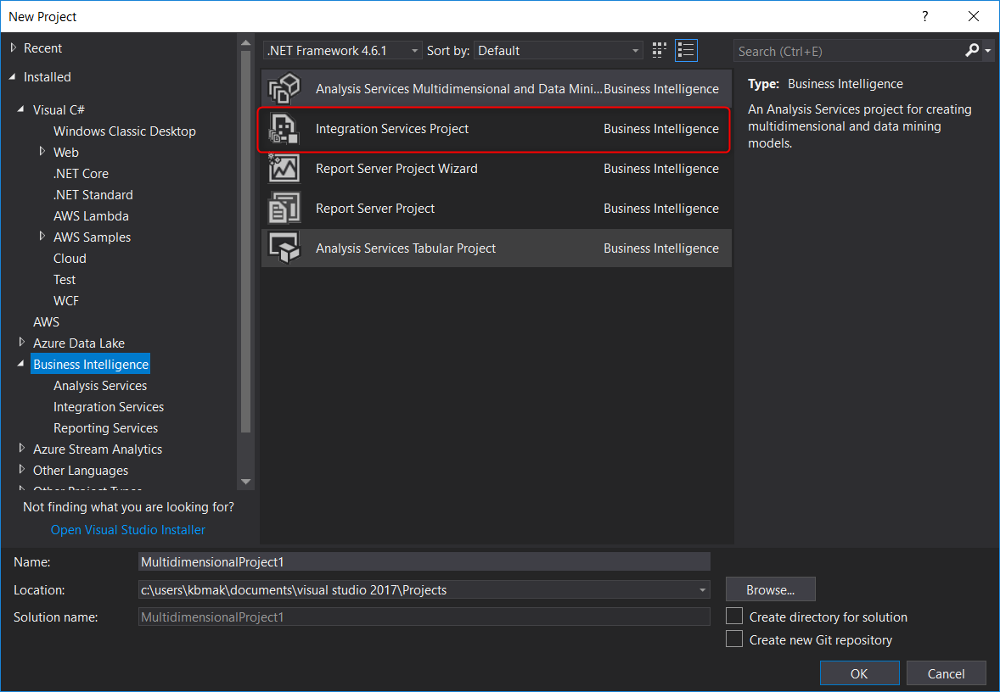 New Project
?
Recent
Installed
Visual C#
Windows Classic Desktop
Web
.NET Core
.NET Standard
AWS Lambda
AWS Samples
Cloud
Test
WCF
AWS
Azure Data Lake
Business Intelligence
Analysis Services
Integration Services
Reporting Services
Azure Stream Analytics
Other Languages
Other Project Types
Not finding what you are looking for?
Open Visual Studio Installer
.NET Framework 4.6.1 Sort by: Default
Analysis Services Multidimensional and Data Mini... Business Intelligence
Integration Services Project Business Intelligence
Report Server Project Wizard Business Intelligence
Report Server Project Business Intelligence
Analysis Services Tabular Project Business Intelligence
Search (Ctrl+E)
Type: Business Intelligence
An Analysis Services project for creating
multidimensional and data mining
models.
Name: MultidimensionalProject1
Location: c:\users\kbmak\documents\visual studio 2017\Projects Browse...
Solution name: MultidimensionalProject1
Create directory for solution
Create new Git repository
OK Cancel